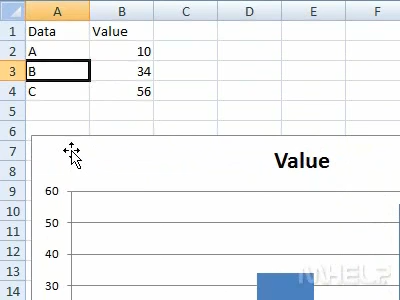 A B C D E F
1 Data Value
2 A 10
3 B 34
4 C 56
5
6
7
8 Value
9 60
10
11 50
12 40
13
14 30
MHELP